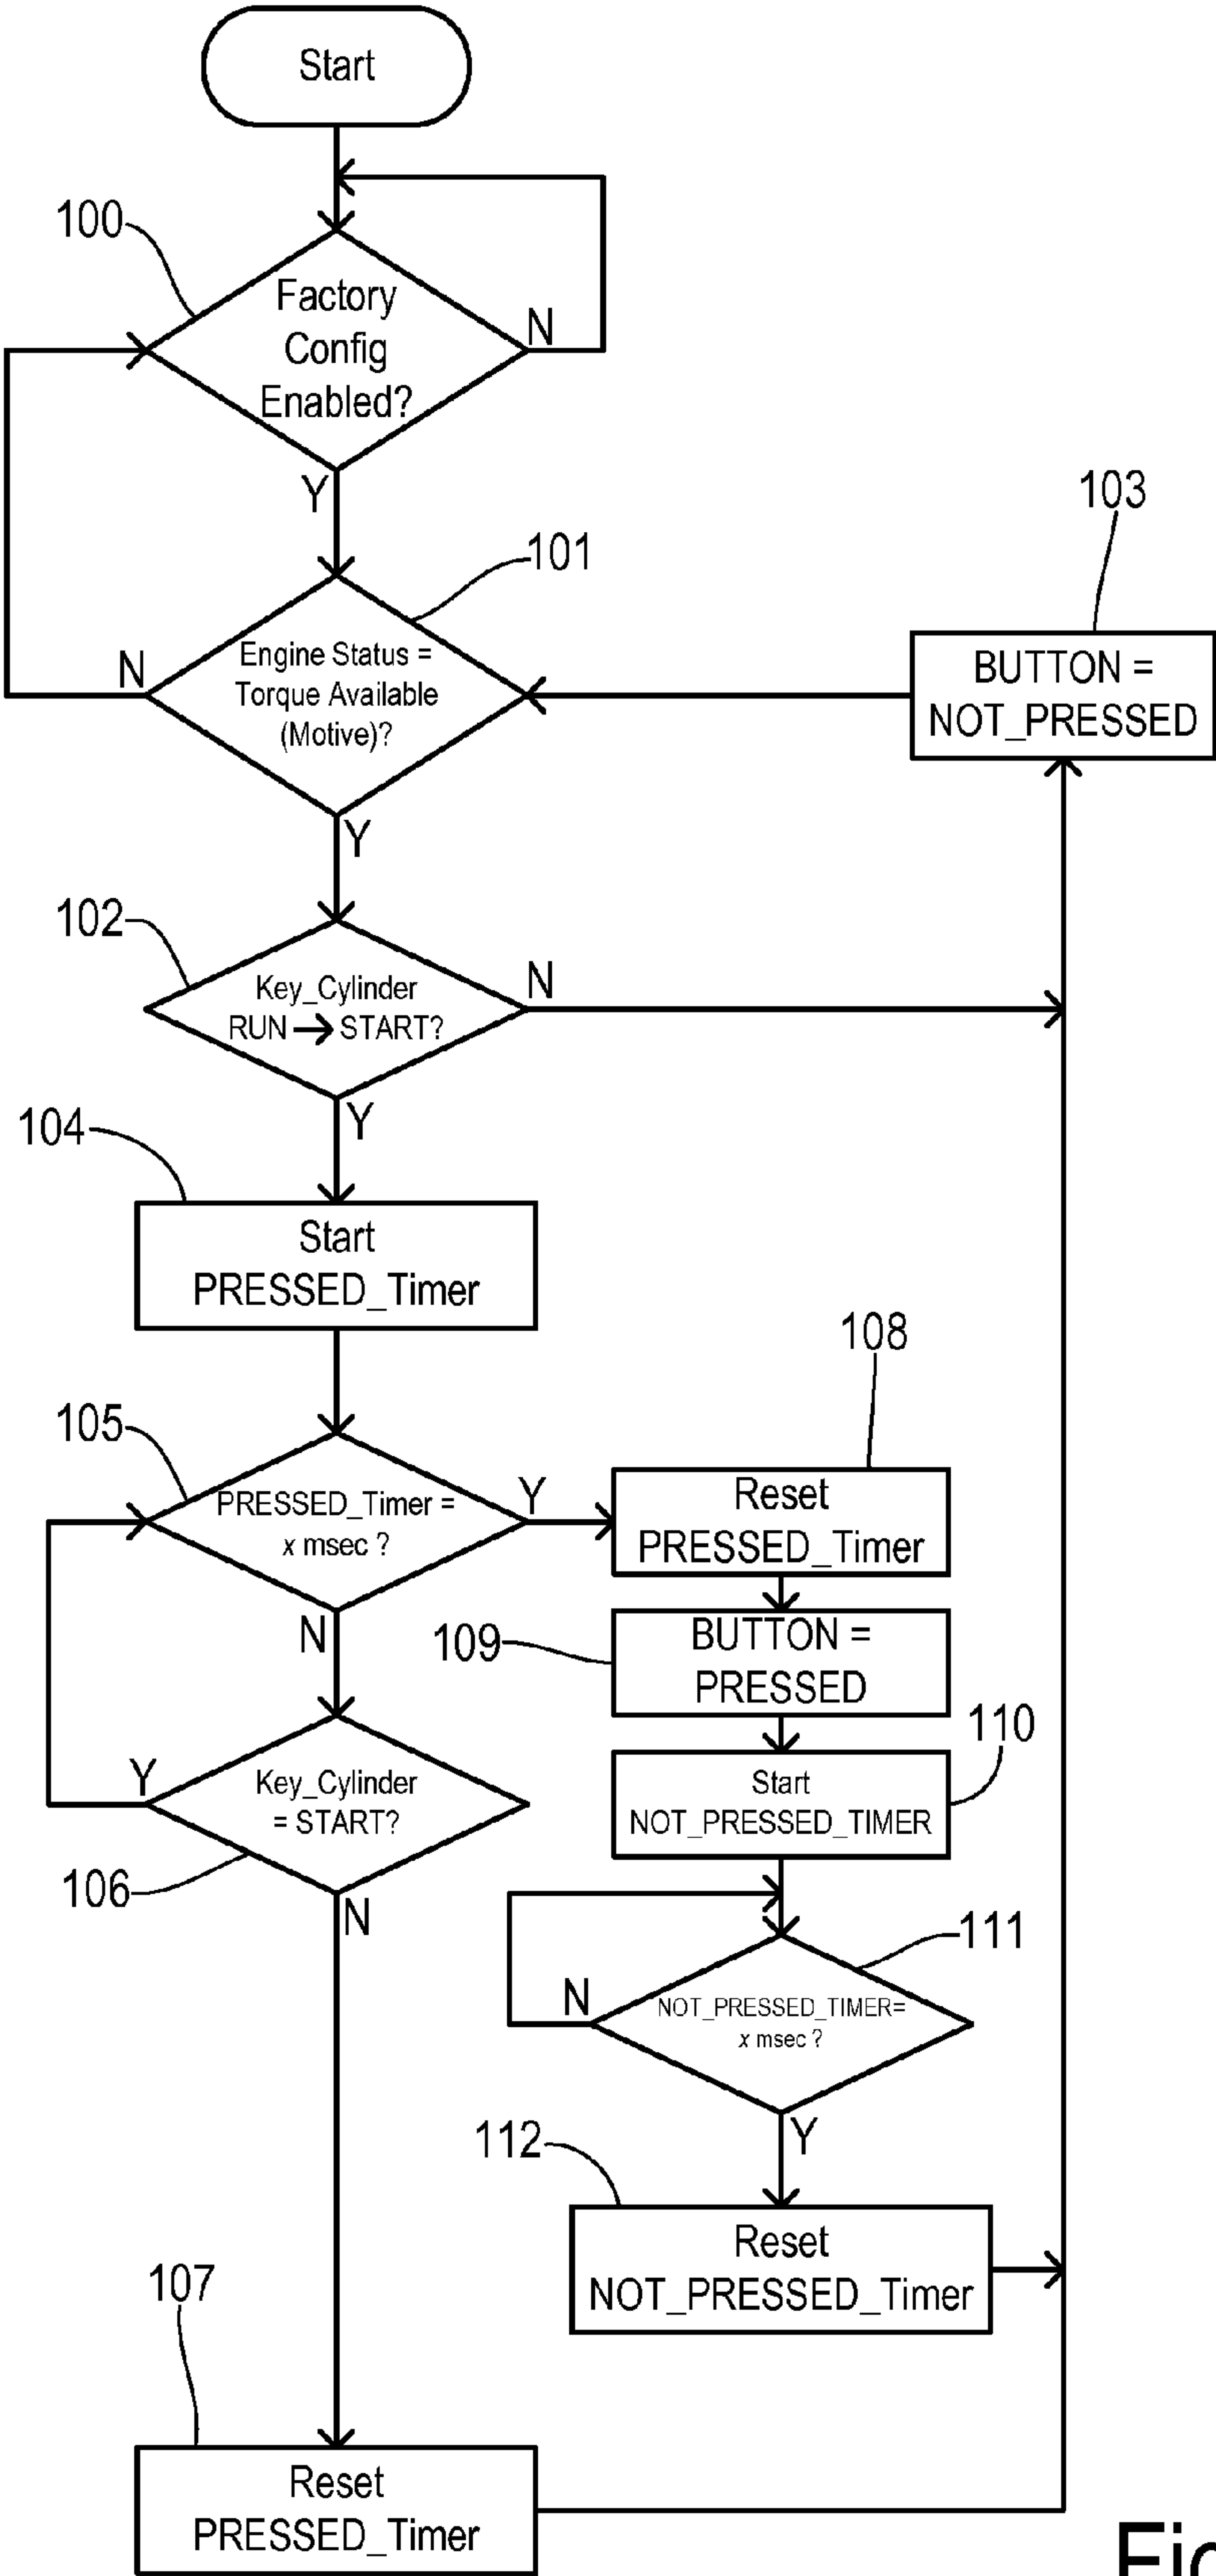 Start
100
Factory
Config
Enabled?
N
Y
103
101
BUTTON =
NOT_PRESSED
N
Engine Status =
Torque Available
(Motive)?
Y
102
Key_Cylinder
RUN → START?
N
Y
104
Start
PRESSED_Timer
108
105
PRESSED_Timer =
x msec ?
Y
Reset
PRESSED_Timer
N
109
BUTTON =
PRESSED
110
Y
Key_Cylinder
= START?
Start
NOT_PRESSED_TIMER
106
N
111
N
NOT_PRESSED_TIMER=
x msec ?
Y
112
Reset
NOT_PRESSED_Timer
107
Reset
PRESSED_Timer